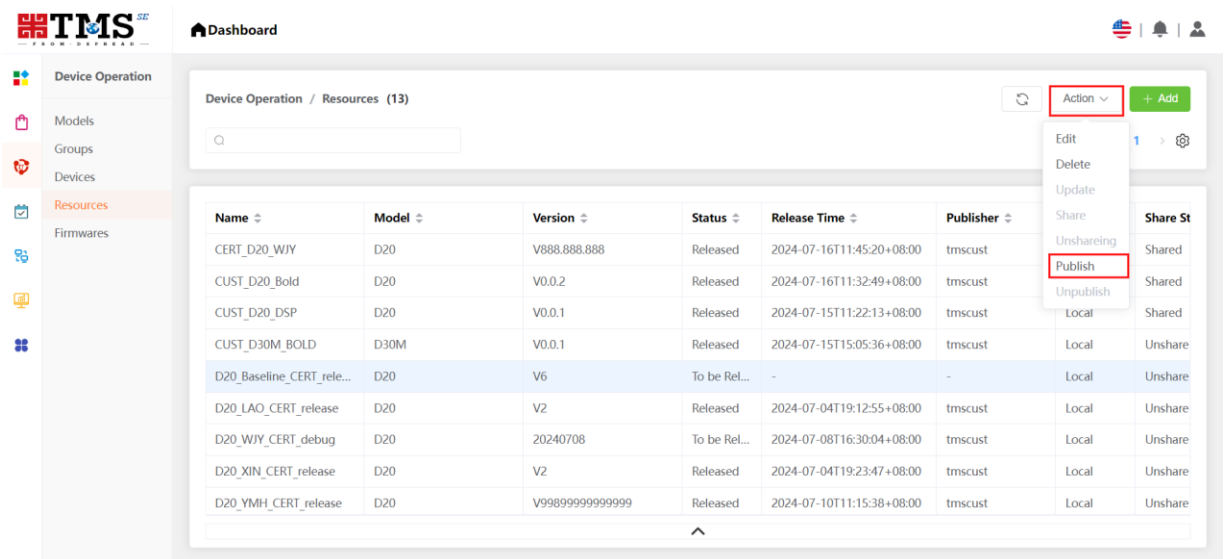 TMS SE
FROM·DSPREAD
Dashboard
Device Operation
Models
Groups
Devices
Resources
Firmwares
Device Operation / Resources (13)
Action
+ Add
Edit
Delete
Update
Share
Unshareing
Publish
Unpublish
1
Name Model Version Status Release Time Publisher Share St
CERT_D20_WJY D20 V888.888.888 Released 2024-07-16T11:45:20+08:00 tmscust Shared
CUST_D20_Bold D20 V0.0.2 Released 2024-07-16T11:32:49+08:00 tmscust Shared
CUST_D20_DSP D20 V0.0.1 Released 2024-07-15T11:22:13+08:00 tmscust Local Shared
CUST_D30M_BOLD D30M V0.0.1 Released 2024-07-15T15:05:36+08:00 tmscust Local Unshare
D20_Baseline_CERT_rele... D20 V6 To be Rel... - - Local Unshare
D20_LAO_CERT_release D20 V2 Released 2024-07-04T19:12:55+08:00 tmscust Local Unshare
D20_WJY_CERT_debug D20 20240708 To be Rel... 2024-07-08T16:30:04+08:00 tmscust Local Unshare
D20_XIN_CERT_release D20 V2 Released 2024-07-04T19:23:47+08:00 tmscust Local Unshare
D20_YMH_CERT_release D20 V99899999999999 Released 2024-07-10T11:15:38+08:00 tmscust Local Unshare